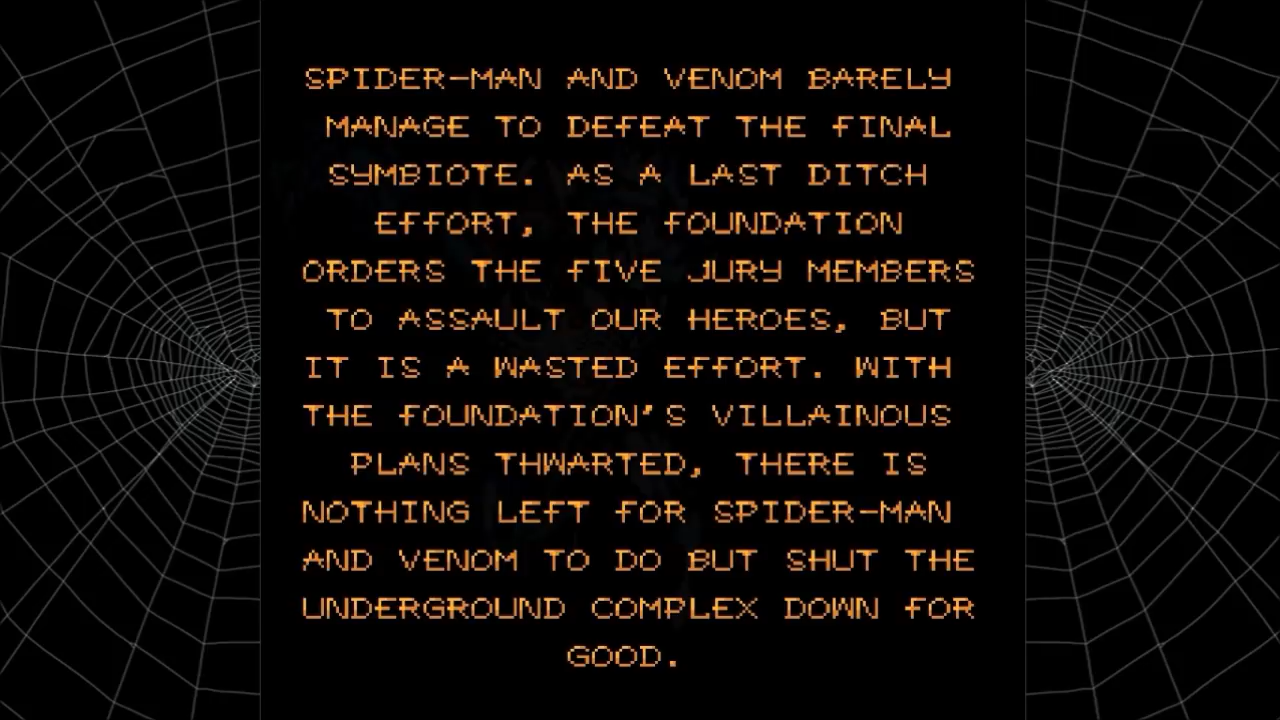 SPIDER-MAN AND VENOM BARELY
MANAGE TO DEFEAT THE FINAL
SYMBIOTE. AS A LAST DITCH
EFFORT, THE FOUNDATION
ORDERS THE FIVE JURY MEMBERS
TO ASSAULT OUR HEROES, BUT
IT IS A WASTED EFFORT. WITH
THE FOUNDATION'S VILLAINOUS
PLANS THWARTED, THERE IS
NOTHING LEFT FOR SPIDER-MAN
AND VENOM TO DO BUT SHUT THE
UNDERGROUND COMPLEX DOWN FOR
GOOD.